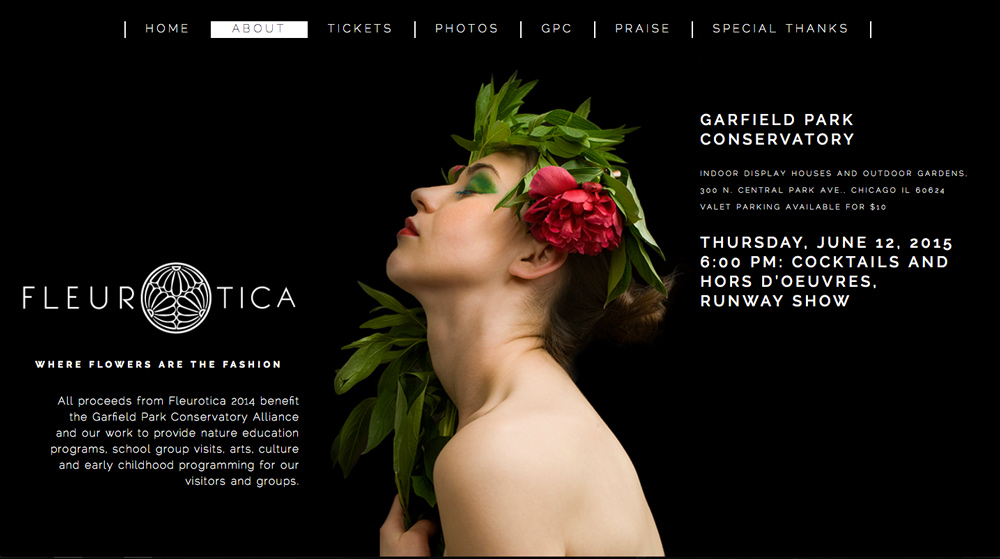 HOME ABOUT TICKETS PHOTOS GPC PRAISE SPECIAL THANKS
FLEUROTICA
WHERE FLOWERS ARE THE FASHION
All proceeds from Fleurotica 2014 benefit
the Garfield Park Conservatory Alliance
and our work to provide nature education
programs, school group visits, arts, culture
and early childhood programming for our
visitors and groups.
GARFIELD PARK
CONSERVATORY
INDOOR DISPLAY HOUSES AND OUTDOOR GARDENS.
300 N. CENTRAL PARK AVE., CHICAGO IL 60624
VALET PARKING AVAILABLE FOR $10
THURSDAY, JUNE 12, 2015
6:00 PM: COCKTAILS AND
HORS D'OEUVRES,
RUNWAY SHOW